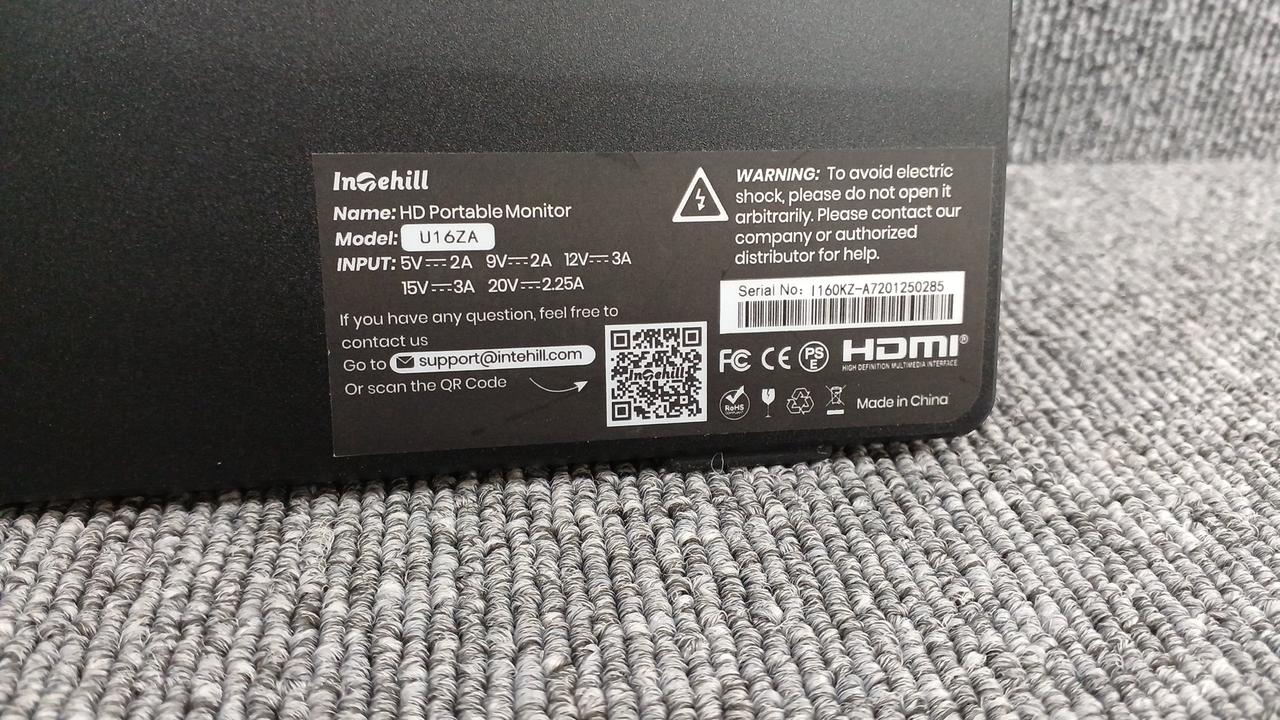 Intehill
Name: HD Portable Monitor
Model: U16ZA
INPUT: 5V⎓2A 9V⎓2A 12V⎓3A
15V⎓3A 20V⎓2.25A
If you have any question, feel free to
contact us
Go to support@intehill.com
Or scan the QR Code
Intehill
WARNING: To avoid electric
shock, please do not open it
arbitrarily. Please contact our
company or authorized
distributor for help.
Serial No: I160KZ-A7201250285
FC CE PSE HDMI®
HIGH DEFINITION MULTIMEDIA INTERFACE
RoHS
COMPLIANT
Made in China